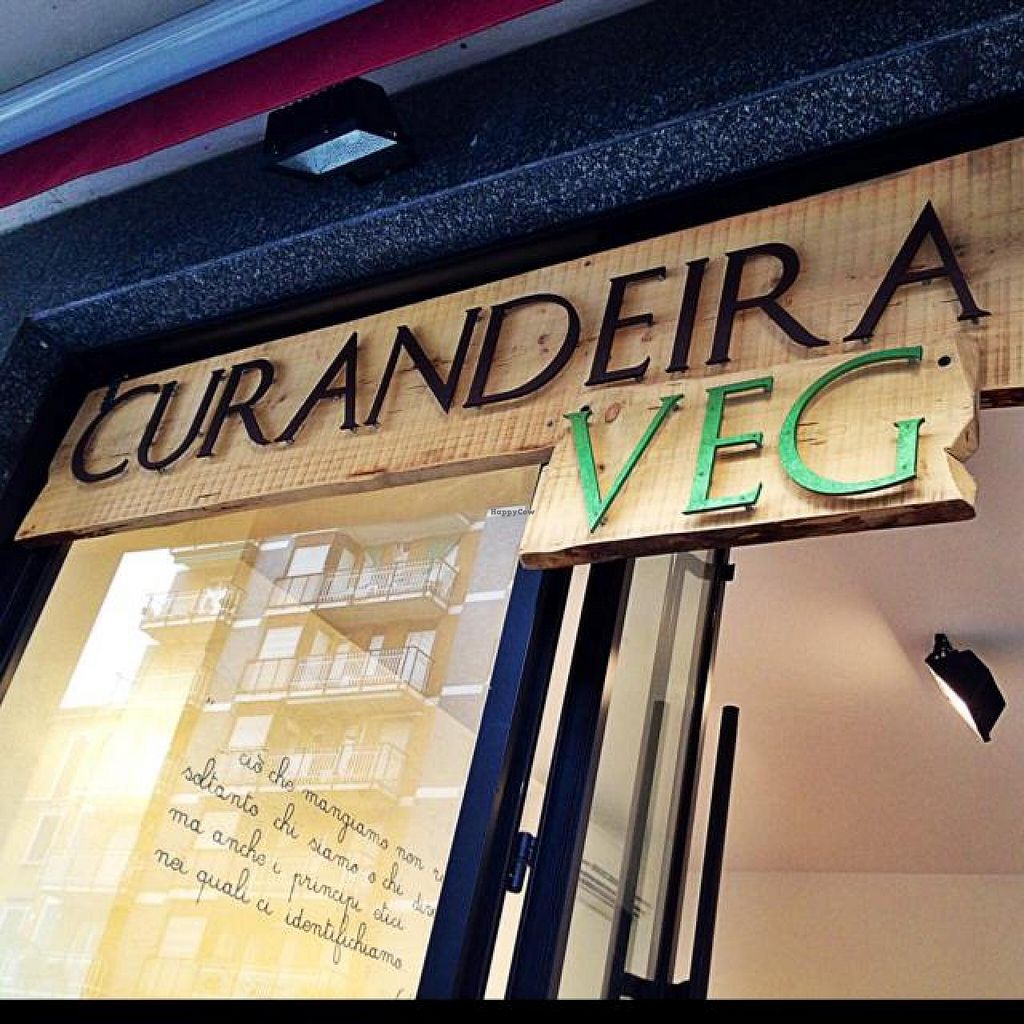 CURANDEIRA
VEG
HappyCow
ciò che mangiamo non
soltanto chi siamo o chi
ma anche i principi etici
nei quali ci identifichiamo